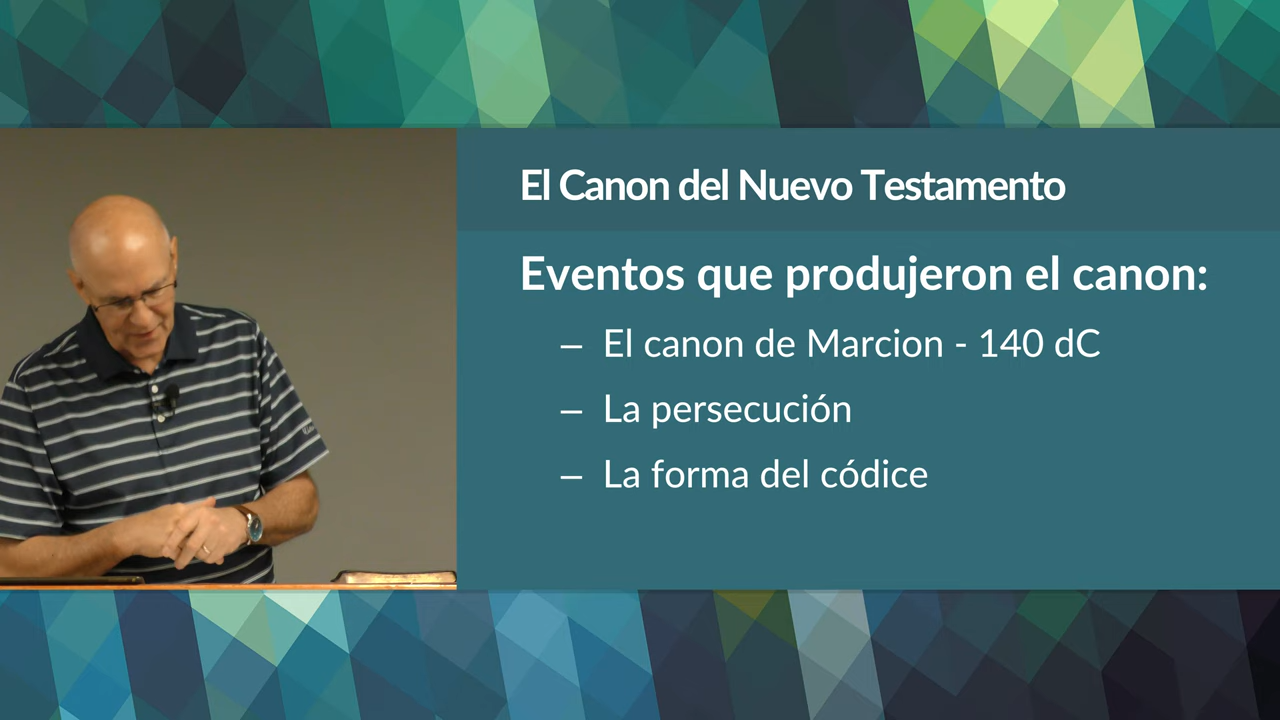 El Canon del Nuevo Testamento
Eventos que produjeron el canon:
– El canon de Marcion - 140 dC
– La persecución
– La forma del códice